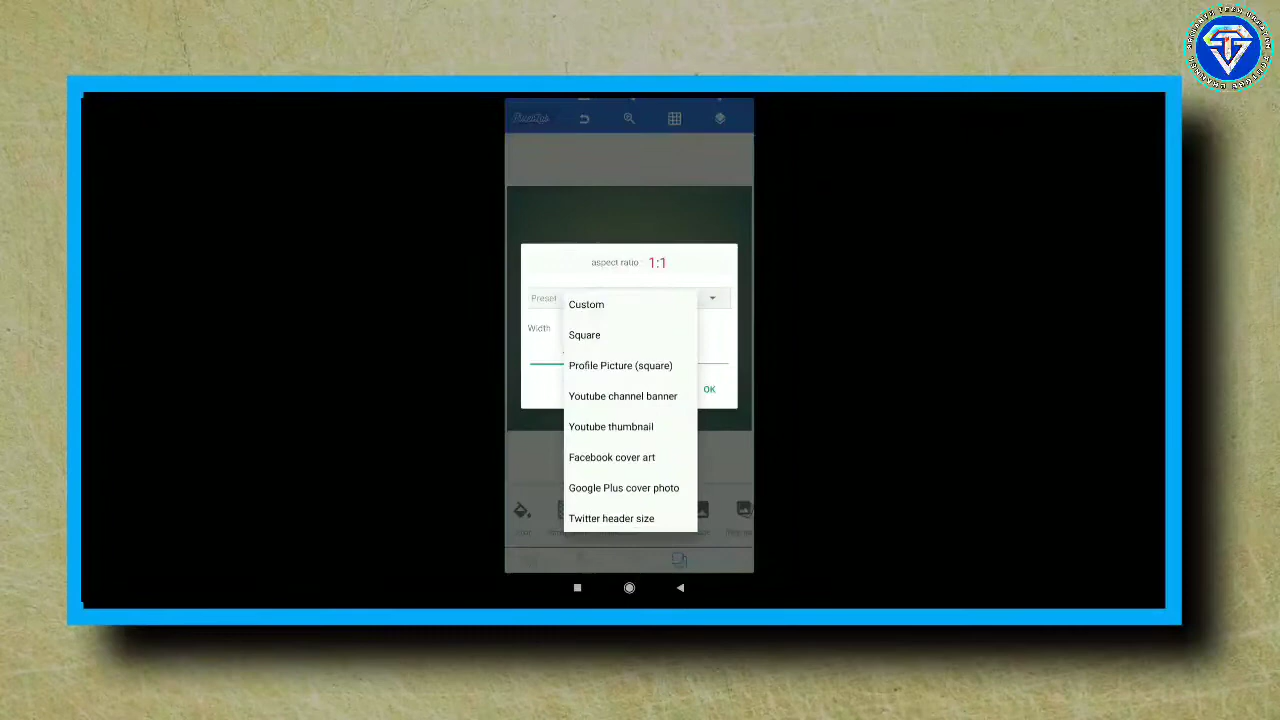 PixelLab
aspect ratio 1:1
Preset
Width
Custom
Square
Profile Picture (square)
Youtube channel banner
Youtube thumbnail
Facebook cover art
Google Plus cover photo
Twitter header size
OK